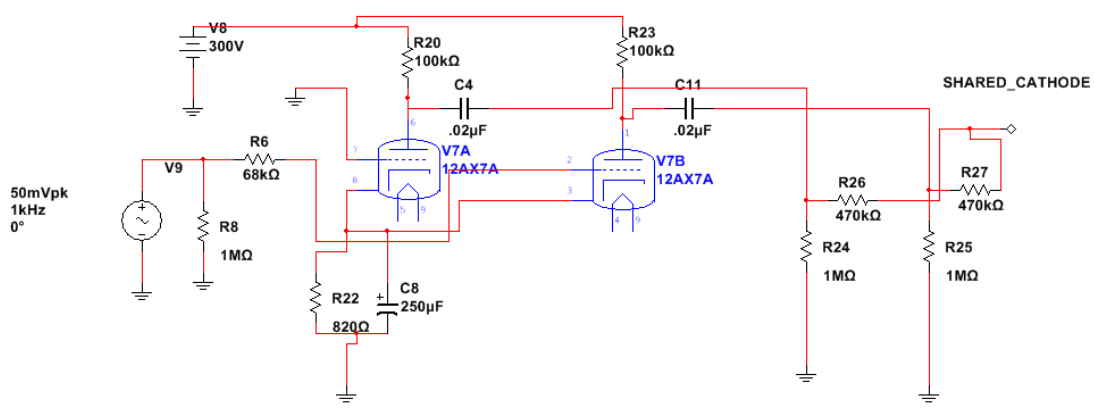 V8
300V
R20
100kΩ
R23
100kΩ
C4
.02µF
C11
.02µF
SHARED_CATHODE
6
1
7
V7A
12AX7A
8
5
9
2
V7B
12AX7A
3
4
9
R6
68kΩ
V9
50mVpk
1kHz
0°
R8
1MΩ
R27
470kΩ
R26
470kΩ
R24
1MΩ
R25
1MΩ
R22
820Ω
C8
250µF